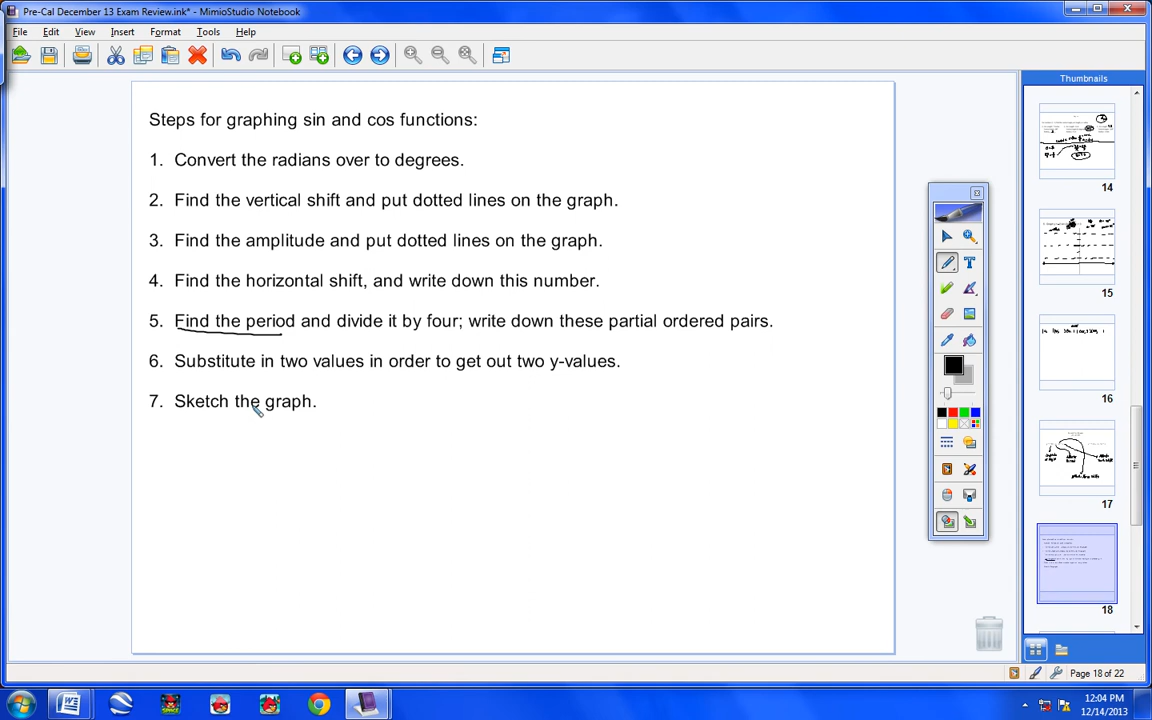 Pre-Cal December 13 Exam Review.ink* - MimioStudio Notebook
File Edit View Insert Format Tools Help
Thumbnails
Steps for graphing sin and cos functions:
1. Convert the radians over to degrees.
2. Find the vertical shift and put dotted lines on the graph.
3. Find the amplitude and put dotted lines on the graph.
4. Find the horizontal shift, and write down this number.
5. Find the period and divide it by four; write down these partial ordered pairs.
6. Substitute in two values in order to get out two y-values.
7. Sketch the graph.
14
15
16
17
18
Page 18 of 22
12:04 PM
12/14/2013